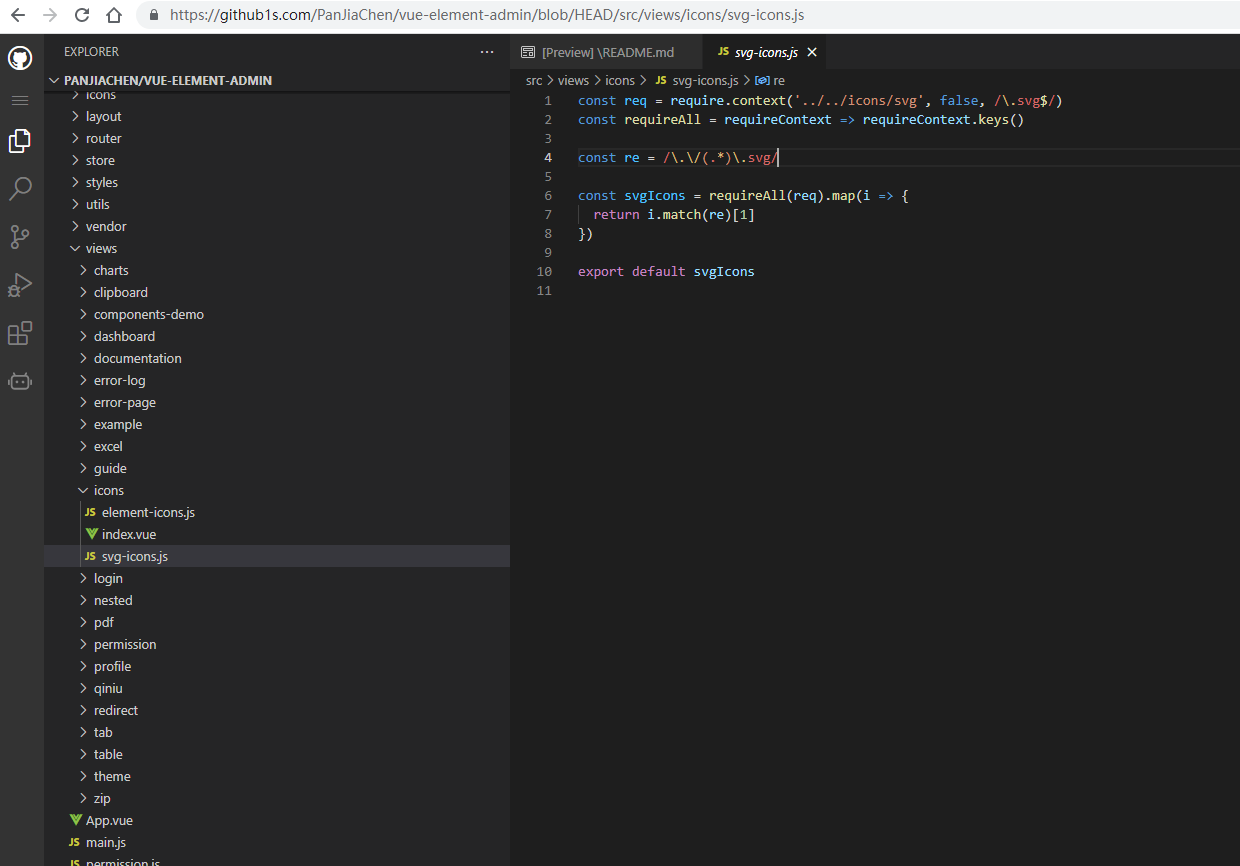 https://github1s.com/PanJiaChen/vue-element-admin/blob/HEAD/src/views/icons/svg-icons.js
EXPLORER
PANJIACHEN/VUE-ELEMENT-ADMIN
icons
layout
router
store
styles
utils
vendor
views
charts
clipboard
components-demo
dashboard
documentation
error-log
error-page
example
excel
guide
icons
JS element-icons.js
index.vue
JS svg-icons.js
login
nested
pdf
permission
profile
qiniu
redirect
tab
table
theme
zip
App.vue
JS main.js
JS permission.js
[Preview] \README.md
JS svg-icons.js
src > views > icons > JS svg-icons.js > re
1 const req = require.context('../../icons/svg', false, /\.svg$/)
2 const requireAll = requireContext => requireContext.keys()
3
4 const re = /\.\/(.*)\.svg/
5
6 const svgIcons = requireAll(req).map(i => {
7 return i.match(re)[1]
8 })
9
10 export default svgIcons
11